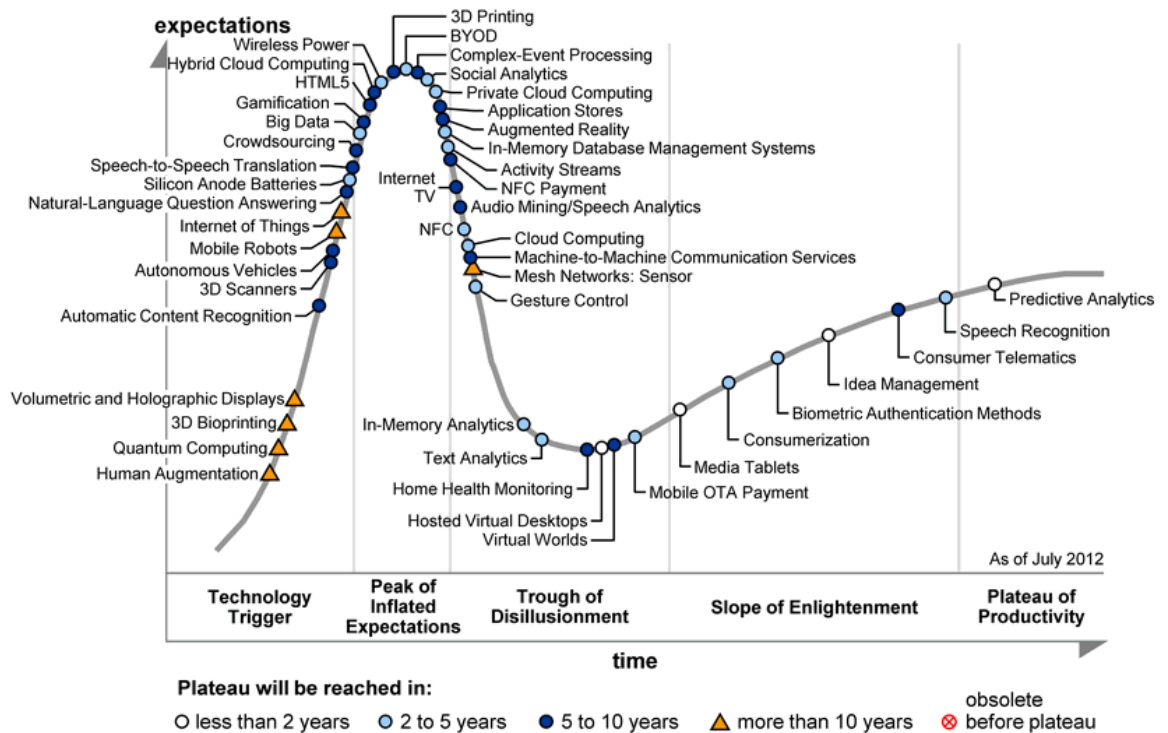 expectations
3D Printing
BYOD
Wireless Power
Complex-Event Processing
Hybrid Cloud Computing
Social Analytics
HTML5
Private Cloud Computing
Gamification
Application Stores
Big Data
Augmented Reality
Crowdsourcing
In-Memory Database Management Systems
Speech-to-Speech Translation
Activity Streams
Silicon Anode Batteries
NFC Payment
Internet
TV
Natural-Language Question Answering
Audio Mining/Speech Analytics
Internet of Things
NFC
Mobile Robots
Cloud Computing
Autonomous Vehicles
Machine-to-Machine Communication Services
3D Scanners
Mesh Networks: Sensor
Automatic Content Recognition
Gesture Control
Predictive Analytics
Speech Recognition
Consumer Telematics
Idea Management
Volumetric and Holographic Displays
Biometric Authentication Methods
3D Bioprinting
In-Memory Analytics
Consumerization
Quantum Computing
Text Analytics
Media Tablets
Human Augmentation
Home Health Monitoring
Mobile OTA Payment
Hosted Virtual Desktops
Virtual Worlds
As of July 2012
Technology
Trigger
Peak of
Inflated
Expectations
Trough of
Disillusionment
Slope of Enlightenment
Plateau of
Productivity
time
Plateau will be reached in:
less than 2 years
2 to 5 years
5 to 10 years
more than 10 years
obsolete
before plateau